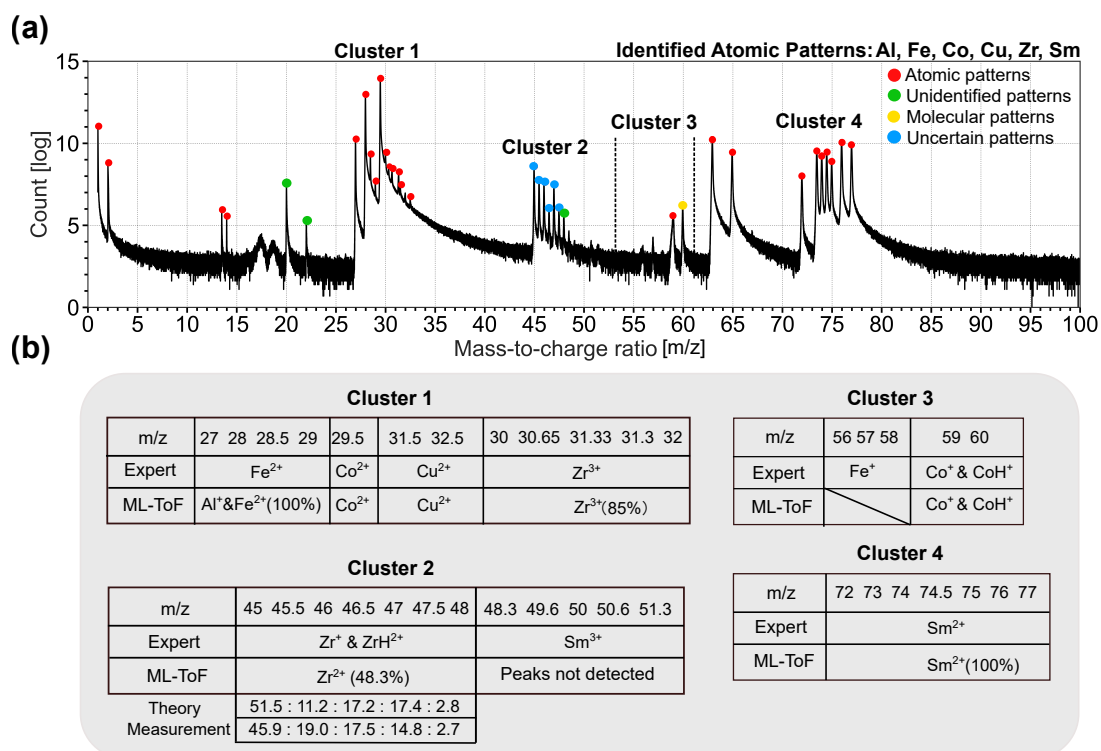 (a)
Cluster 1
Identified Atomic Patterns: Al, Fe, Co, Cu, Zr, Sm
15
Atomic patterns
Unidentified patterns
Molecular patterns
Uncertain patterns
Cluster 3
Cluster 4
Cluster 2
10
5
0
Count [log]
0 5 10 15 20 25 30 35 40 45 50 55 60 65 70 75 80 85 90 95 100
Mass-to-charge ratio [m/z]
(b)
Cluster 1
m/z 27 28 28.5 29 29.5 31.5 32.5 30 30.65 31.33 31.3 32
Expert Fe²⁺ Co²⁺ Cu²⁺ Zr³⁺
ML-ToF Al⁺&Fe²⁺(100%) Co²⁺ Cu²⁺ Zr³⁺(85%)
Cluster 3
m/z 56 57 58 59 60
Expert Fe⁺ Co⁺ & CoH⁺
ML-ToF Co⁺ & CoH⁺
Cluster 2
m/z 45 45.5 46 46.5 47 47.5 48 48.3 49.6 50 50.6 51.3
Expert Zr⁺ & ZrH²⁺ Sm³⁺
ML-ToF Zr²⁺ (48.3%) Peaks not detected
Theory 51.5 : 11.2 : 17.2 : 17.4 : 2.8
Measurement 45.9 : 19.0 : 17.5 : 14.8 : 2.7
Cluster 4
m/z 72 73 74 74.5 75 76 77
Expert Sm²⁺
ML-ToF Sm²⁺(100%)